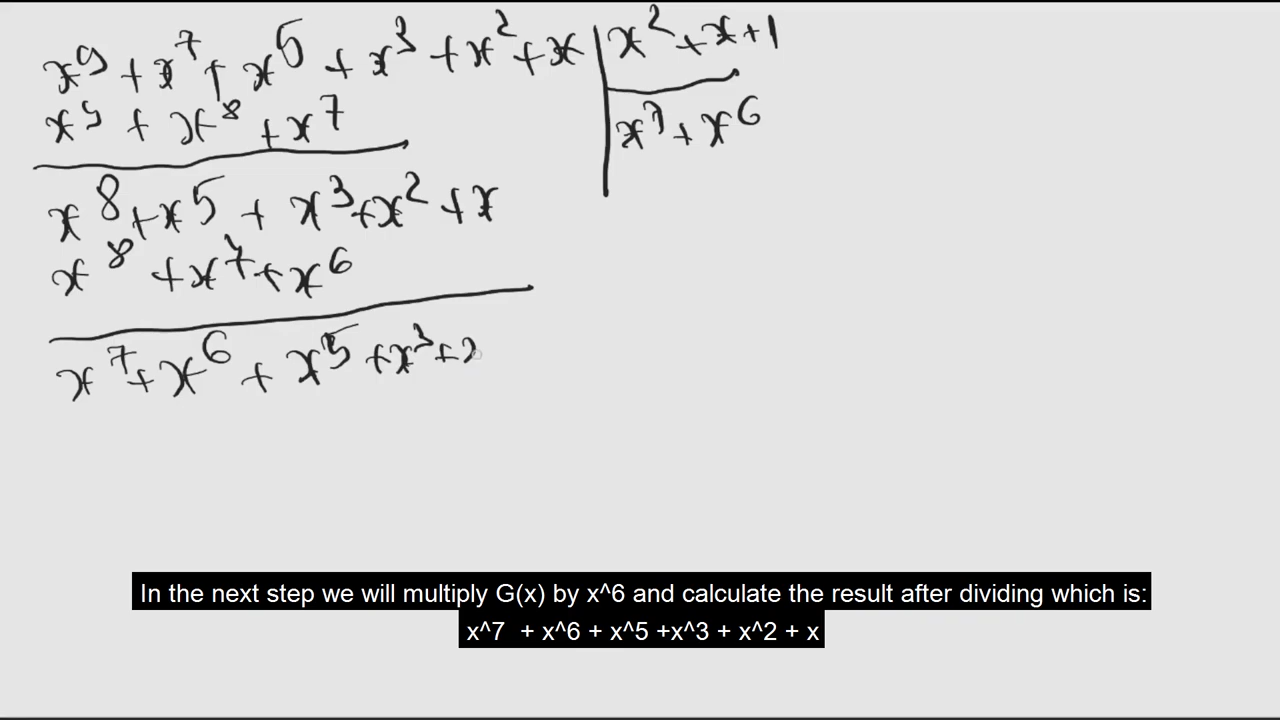 x^9 + x^7 + x^5 + x^3 + x^2 + x | x^2 + x + 1
x^9 + x^8 + x^7 | x^7 + x^6
x^8 + x^5 + x^3 + x^2 + x
x^8 + x^7 + x^6
x^7 + x^6 + x^5 + x^3 +
In the next step we will multiply G(x) by x^6 and calculate the result after dividing which is:
x^7 + x^6 + x^5 +x^3 + x^2 + x